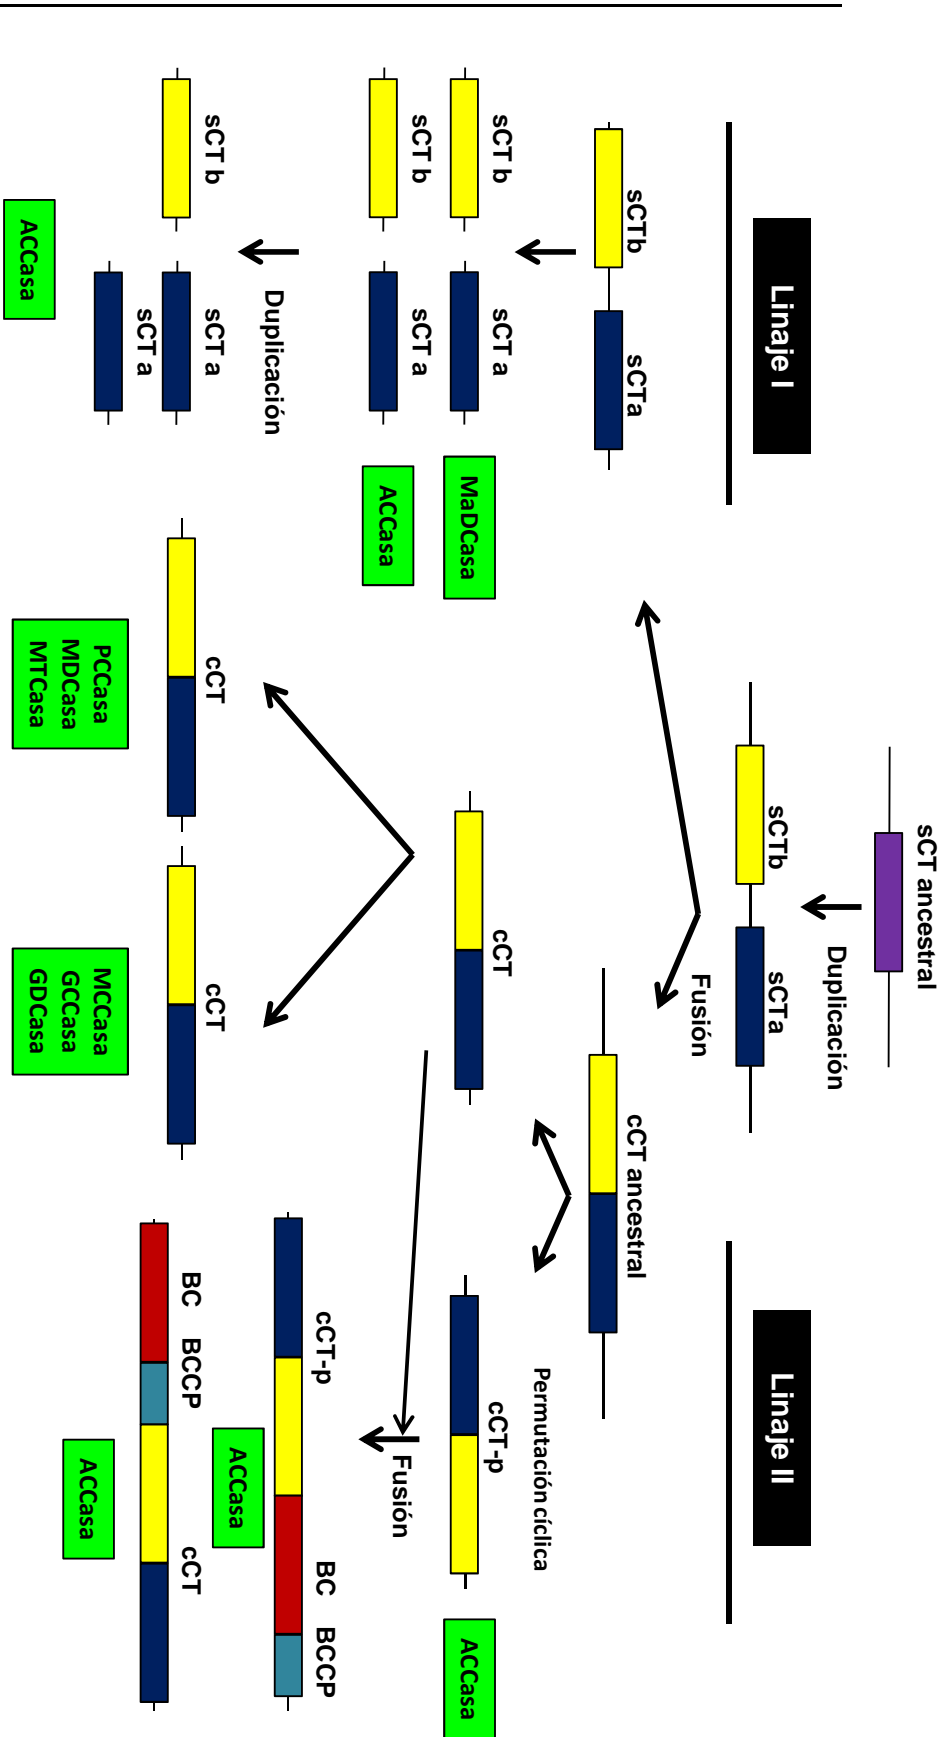 sCT ancestral
Duplicación
sCTb
sCTa
Fusión
Linaje I
Linaje II
sCTb
sCTa
cCT ancestral
sCT b
sCT a
MaDCasa
sCT b
sCT a
ACCasa
Duplicación
sCT b
sCT a
sCT a
ACCasa
cCT
Permutación cíclica
cCT-p
ACCasa
Fusión
cCT
PCCasa
MDCasa
MTCasa
cCT
MCCasa
GCCasa
GDCasa
cCT-p
BC
BCCP
ACCasa
BC
BCCP
cCT
ACCasa